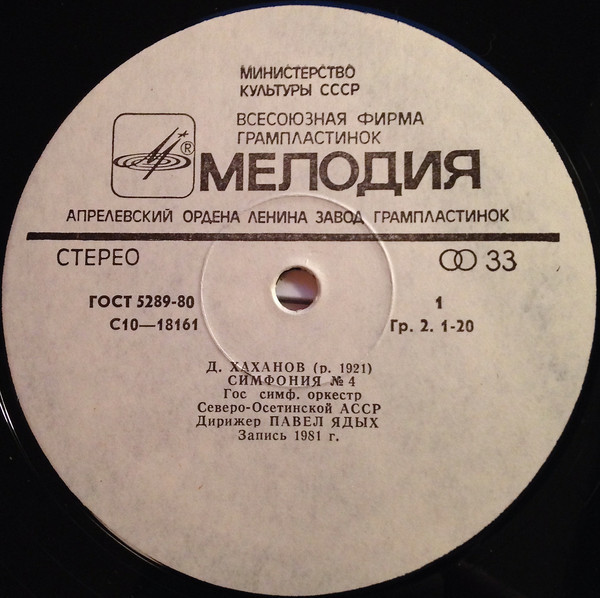 МИНИСТЕРСТВО
КУЛЬТУРЫ СССР
ВСЕСОЮЗНАЯ ФИРМА
ГРАМПЛАСТИНОК
® МЕЛОДИЯ
АПРЕЛЕВСКИЙ ОРДЕНА ЛЕНИНА ЗАВОД ГРАМПЛАСТИНОК
СТЕРЕО 33
ГОСТ 5289-80 1
С10—18161 Гр. 2. 1-20
Д. ХАХАНОВ (р. 1921)
СИМФОНИЯ № 4
Гос симф. оркестр
Северо-Осетинской АССР
Дирижер ПАВЕЛ ЯДЫХ
Запись 1981 г.